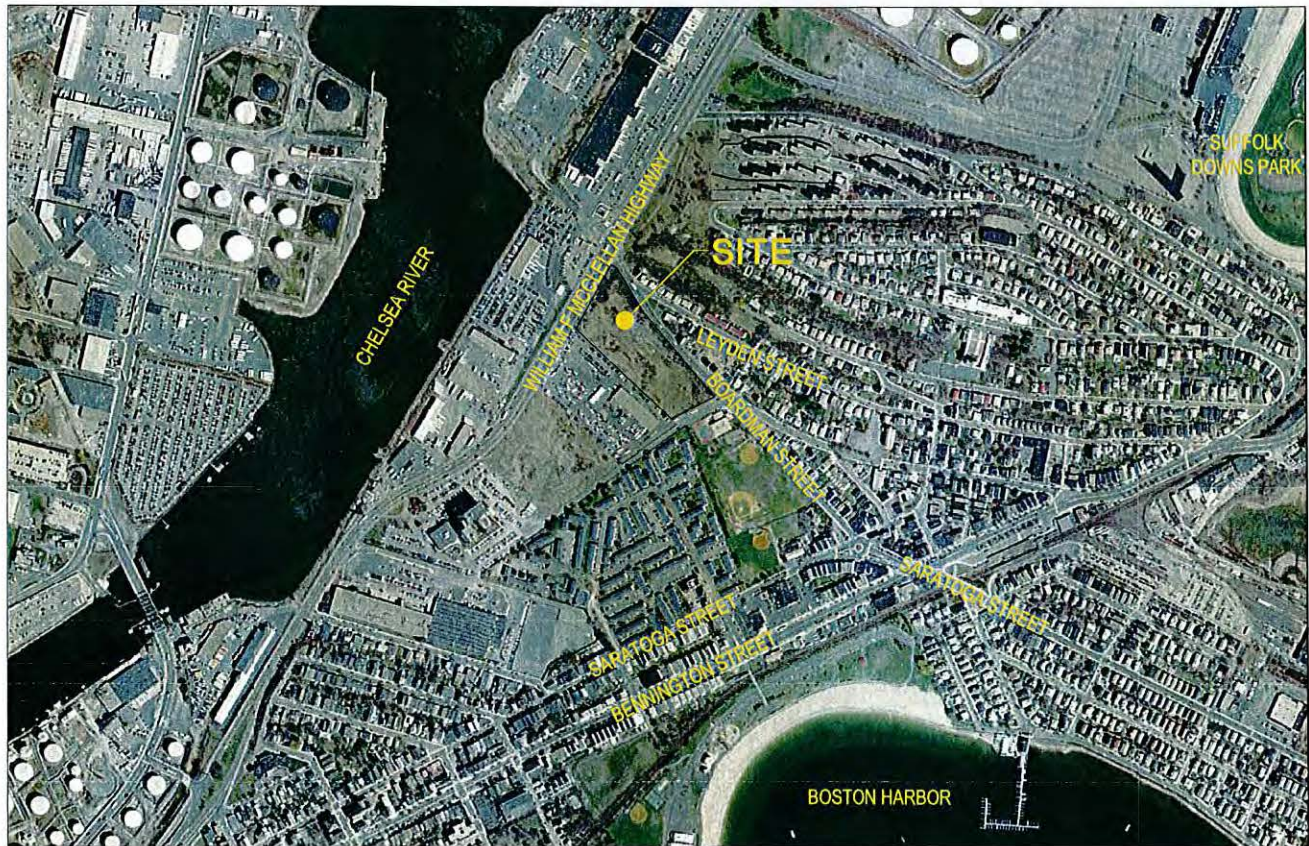 SUFFOLK
DOWNS PARK
WILLIAM F MCCLELLAN HIGHWAY
SITE
CHELSEA RIVER
LEYDEN STREET
BOARDMAN STREET
SARATOGA STREET
SARATOGA STREET
BENNINGTON STREET
BOSTON HARBOR